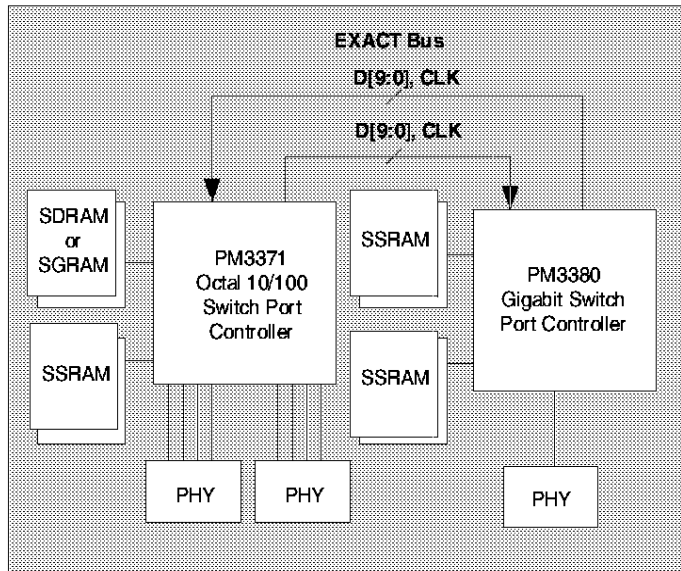 EXACT Bus
D[9:0], CLK
D[9:0], CLK
SDRAM
or
SGRAM
SSRAM
PM3371
Octal 10/100
Switch Port
Controller
PHY
PHY
SSRAM
SSRAM
PM3380
Gigabit Switch
Port Controller
PHY